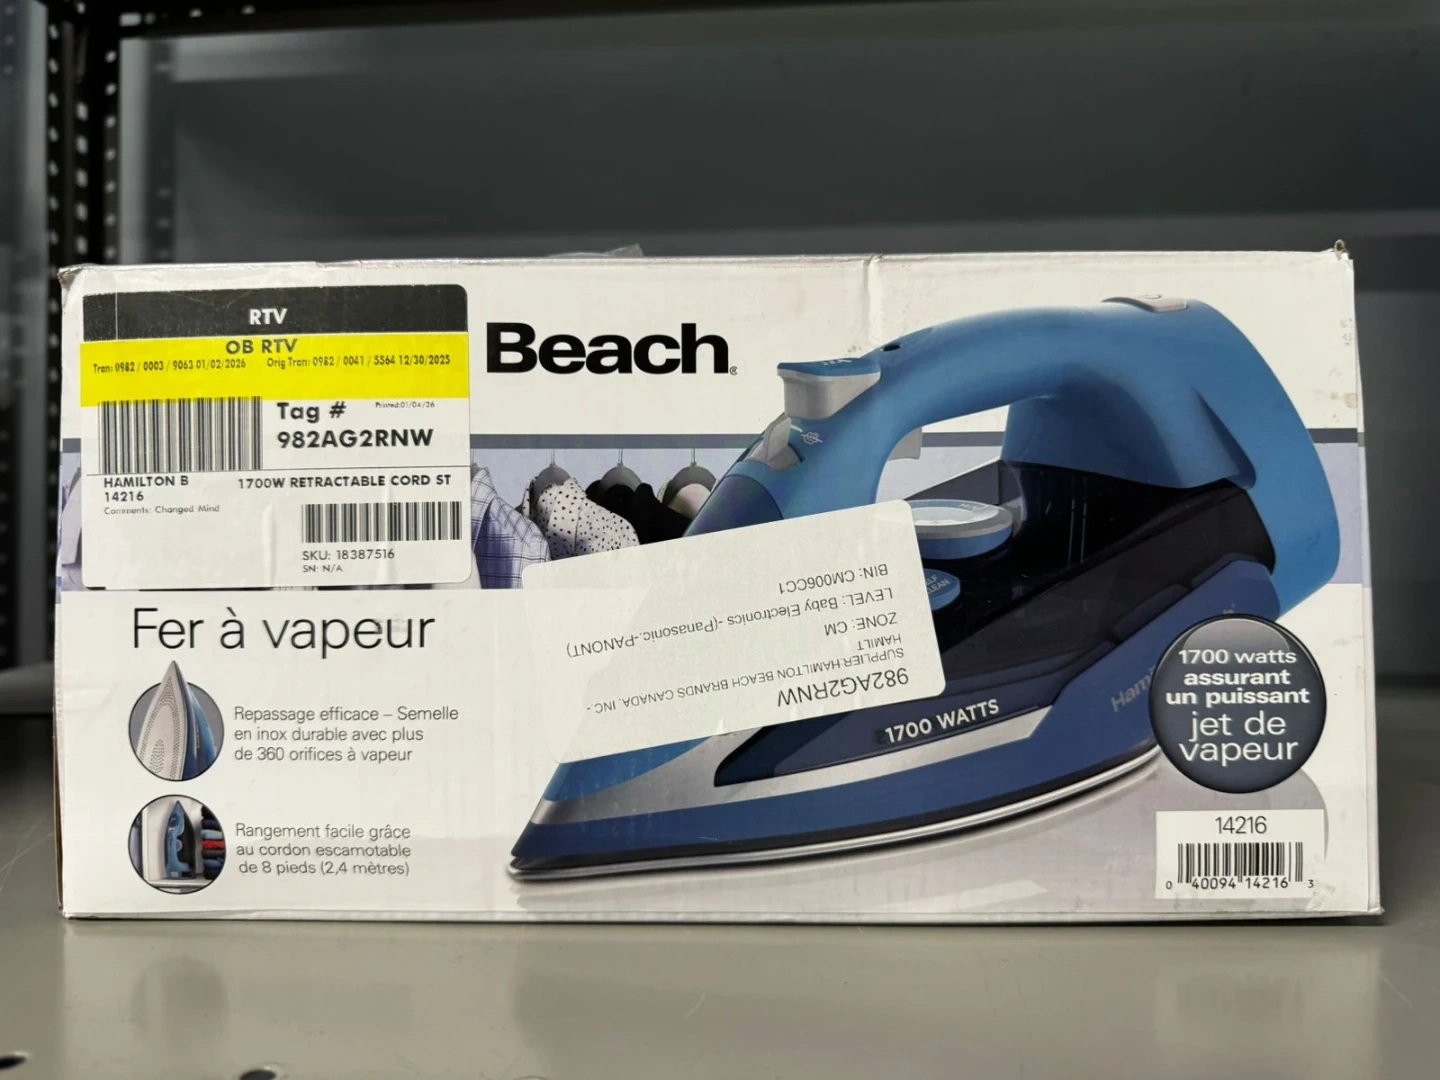 RTV
OB RTV
Tran: 0982 / 0003 / 9063 01/02/2026 Orig Tran: 0982 / 0041 / 5564 12/30/2025
Tag # Printed:01/04/26
982AG2RNW
HAMILTON B 1700W RETRACTABLE CORD ST
14216
Comments: Changed Mind
SKU: 18387516
SN: N/A
Beach®
Fer à vapeur
Repassage efficace – Semelle
en inox durable avec plus
de 360 orifices à vapeur
Rangement facile grâce
au cordon escamotable
de 8 pieds (2,4 mètres)
982AG2RNW
SUPPLIER:HAMILTON BEACH BRANDS CANADA, INC.-
HAMILT
ZONE: CM
LEVEL: Baby Electronics -(Panasonic.-PANONT)
BIN: CM006CC1
SELF
CLEAN
1700 WATTS
Hamil
1700 watts
assurant
un puissant
jet de
vapeur
14216
0 40094 14216 3